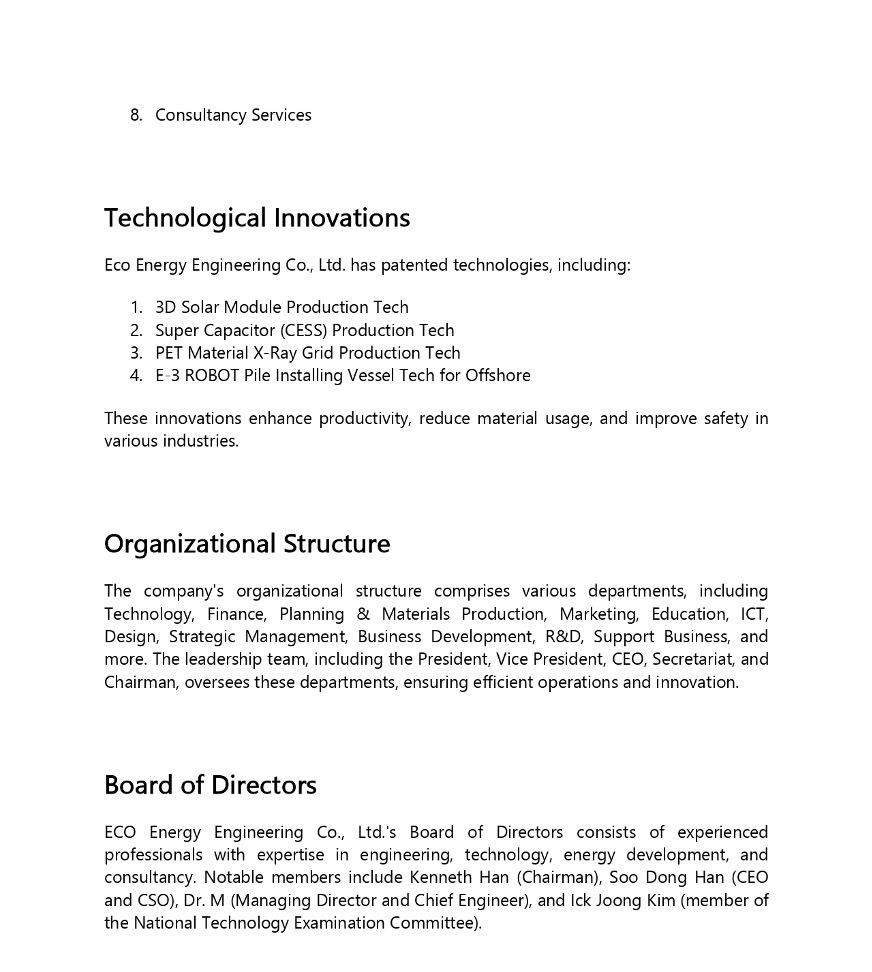 8. Consultancy Services
Technological Innovations
Eco Energy Engineering Co., Ltd. has patented technologies, including:
1. 3D Solar Module Production Tech
2. Super Capacitor (CESS) Production Tech
3. PET Material X-Ray Grid Production Tech
4. E-3 ROBOT Pile Installing Vessel Tech for Offshore
These innovations enhance productivity, reduce material usage, and improve safety in
various industries.
Organizational Structure
The company's organizational structure comprises various departments, including
Technology, Finance, Planning & Materials Production, Marketing, Education, ICT,
Design, Strategic Management, Business Development, R&D, Support Business, and
more. The leadership team, including the President, Vice President, CEO, Secretariat, and
Chairman, oversees these departments, ensuring efficient operations and innovation.
Board of Directors
ECO Energy Engineering Co., Ltd.'s Board of Directors consists of experienced
professionals with expertise in engineering, technology, energy development, and
consultancy. Notable members include Kenneth Han (Chairman), Soo Dong Han (CEO
and CSO), Dr. M (Managing Director and Chief Engineer), and Ick Joong Kim (member of
the National Technology Examination Committee).